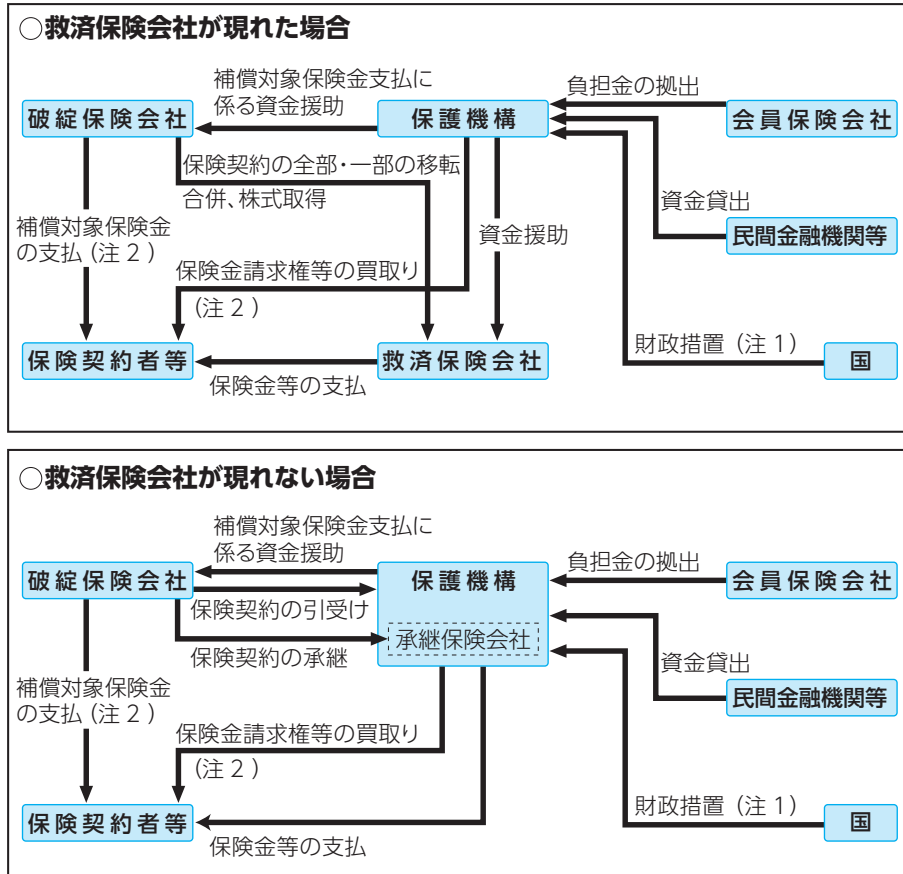 ○救済保険会社が現れた場合
補償対象保険金支払に
係る資金援助
負担金の拠出
破綻保険会社
保護機構
会員保険会社
保険契約の全部・一部の移転
合併、株式取得
資金貸出
補償対象保険金
の支払(注2)
資金援助
民間金融機関等
保険金請求権等の買取り
(注2)
財政措置(注1)
保険契約者等
救済保険会社
国
保険金等の支払
○救済保険会社が現れない場合
補償対象保険金支払に
係る資金援助
負担金の拠出
破綻保険会社
保護機構
会員保険会社
保険契約の引受け
承継保険会社
保険契約の承継
資金貸出
補償対象保険金
の支払(注2)
民間金融機関等
保険金請求権等の買取り
(注2)
財政措置(注1)
保険契約者等
国
保険金等の支払